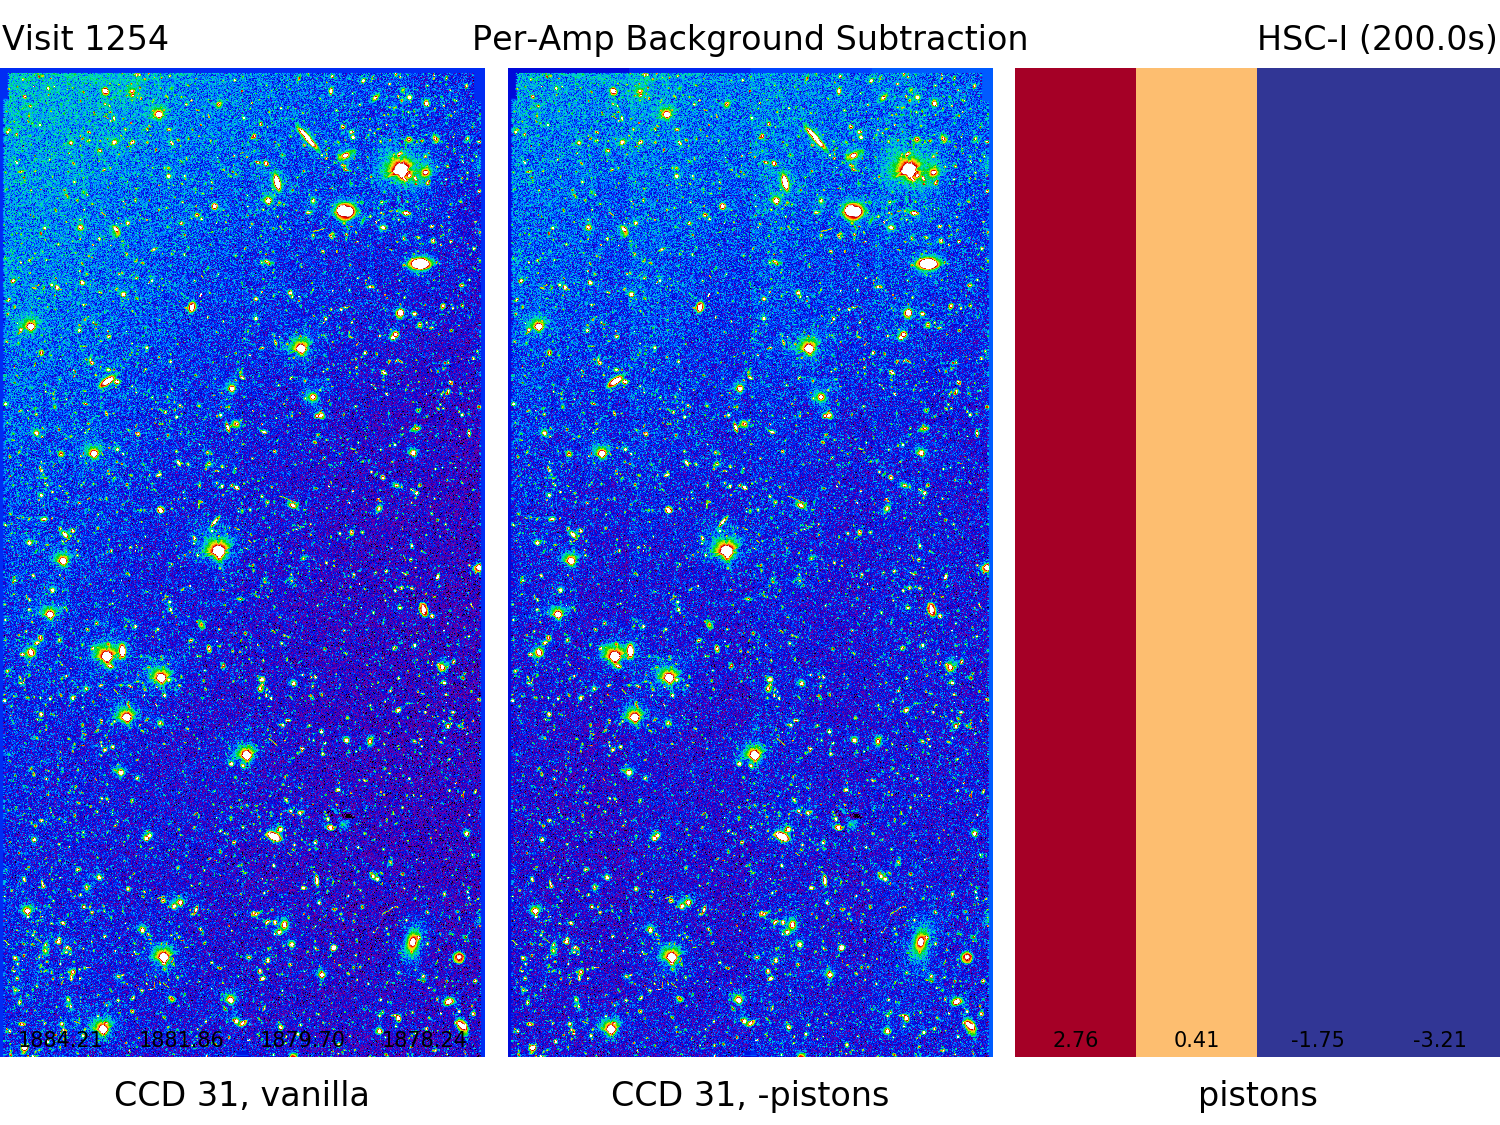 Visit 1254 Per-Amp Background Subtraction HSC-I (200.0s)
1884.21 1881.86 1879.70 1878.24 2.76 0.41 -1.75 -3.21
CCD 31, vanilla CCD 31, -pistons pistons